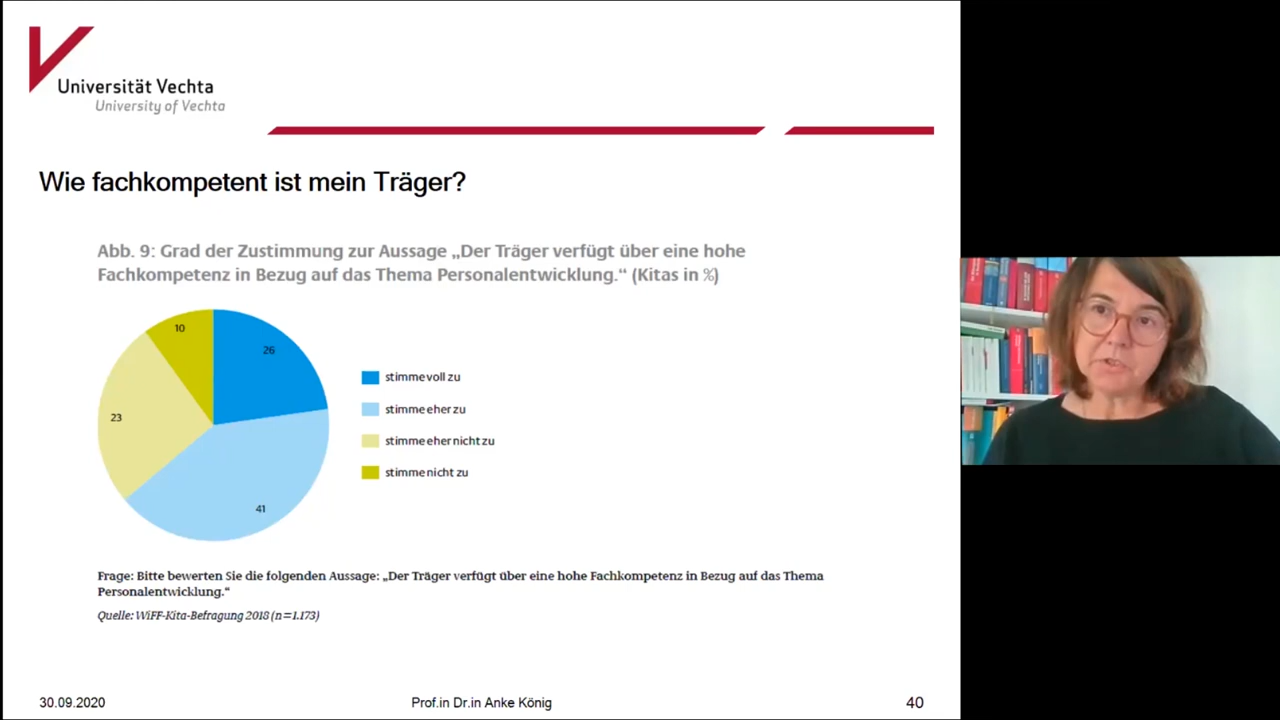 Universität Vechta
University of Vechta
Wie fachkompetent ist mein Träger?
Abb. 9: Grad der Zustimmung zur Aussage „Der Träger verfügt über eine hohe
Fachkompetenz in Bezug auf das Thema Personalentwicklung.“ (Kitas in %)
10
26
23
41
stimme voll zu
stimme eher zu
stimme eher nicht zu
stimme nicht zu
Frage: Bitte bewerten Sie die folgenden Aussage: „Der Träger verfügt über eine hohe Fachkompetenz in Bezug auf das Thema
Personalentwicklung.“
Quelle: WiFF-Kita-Befragung 2018 (n=1.173)
30.09.2020
Prof.in Dr.in Anke König
40